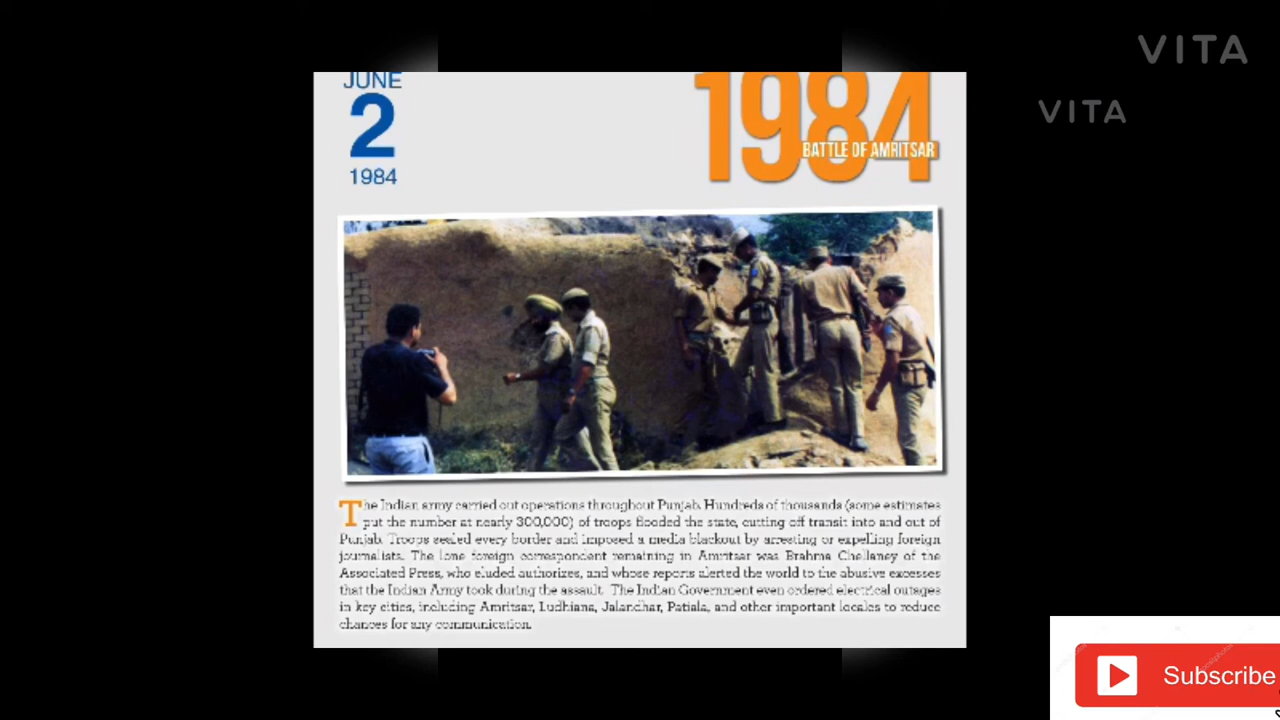 VITA
VITA
JUNE
2
1984
1984
BATTLE OF AMRITSAR
The Indian army carried out operations throughout Punjab. Hundreds of thousands (some estimates
put the number at nearly 300,000) of troops flooded the state, cutting off transit into and out of
Punjab. Troops sealed every border and imposed a media blackout by arresting or expelling foreign
journalists. The lone foreign correspondent remaining in Amritsar was Brahma Chellaney of the
Associated Press, who eluded authorizes, and whose reports alerted the world to the abusive excesses
that the Indian Army took during the assault. The Indian Government even ordered electrical outages
in key cities, including Amritsar, Ludhiana, Jalandhar, Patiala, and other important locales to reduce
chances for any communication.
Subscribe